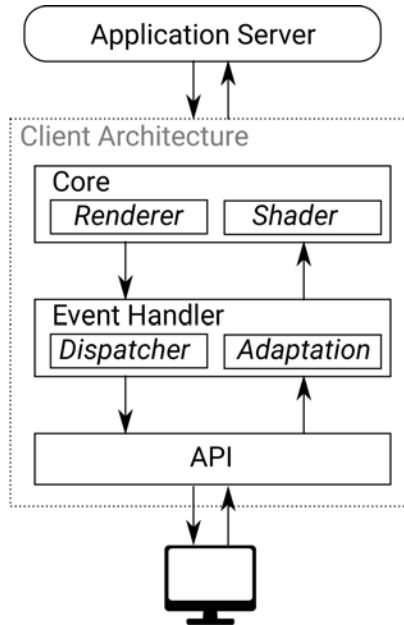 Application Server
Client Architecture
Core
Renderer Shader
Event Handler
Dispatcher Adaptation
API